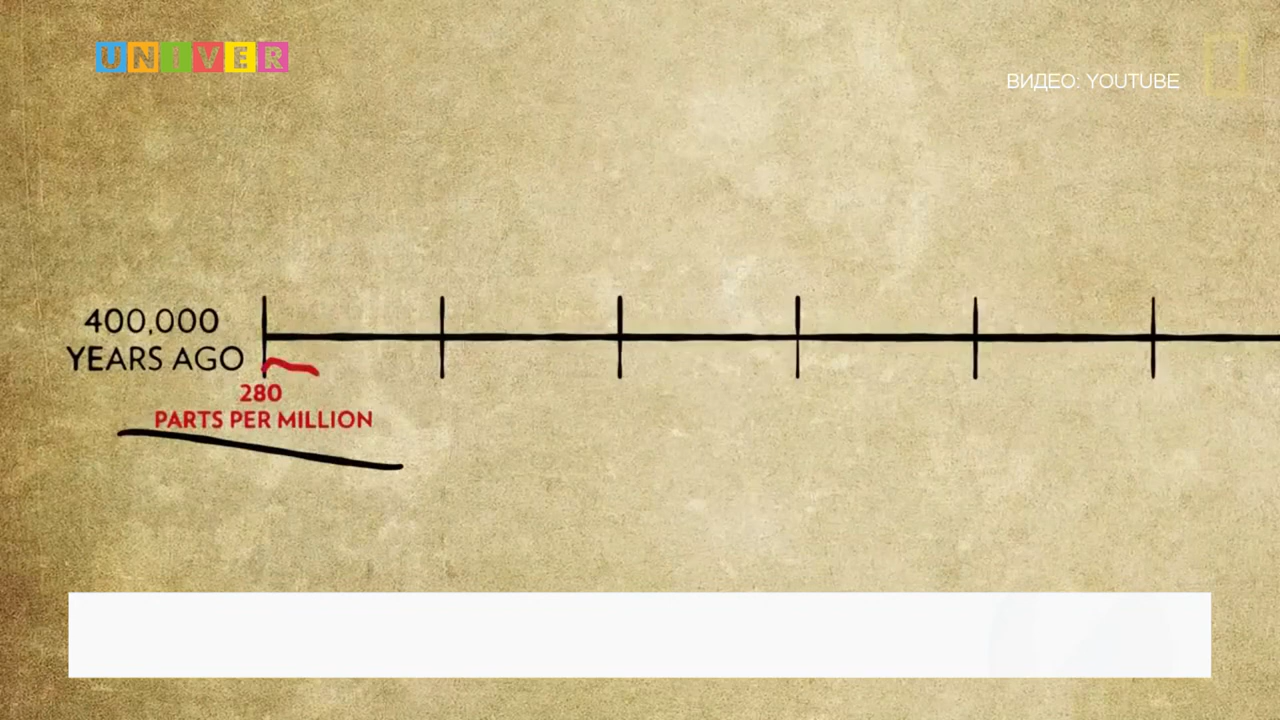 UNIVER
ВИДЕО: YOUTUBE
400,000
YEARS AGO
280
PARTS PER MILLION